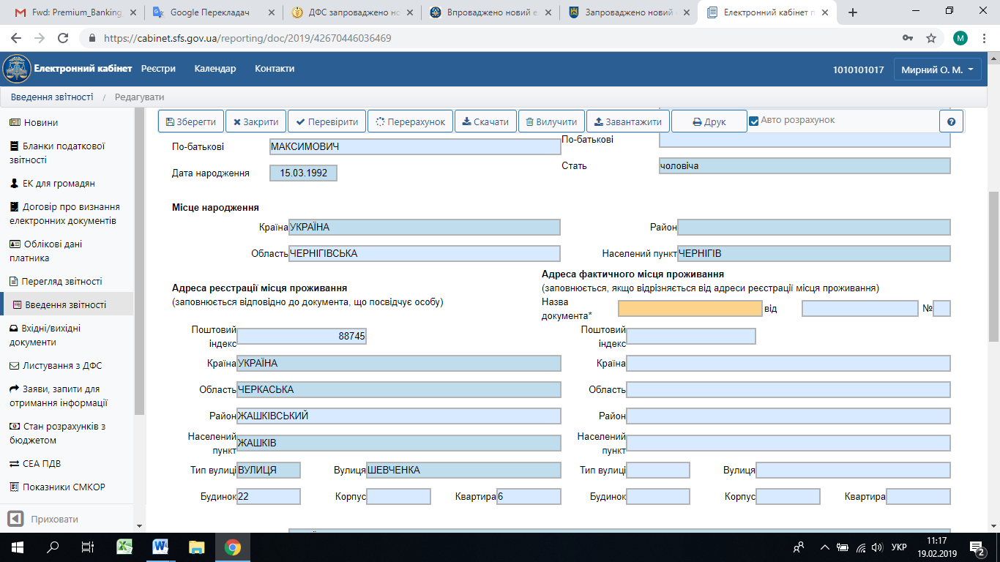 Fwd: Premium_Banking
Google Перекладач
ДФС запроваджено но
Впроваджено новий е
Запроваджено новий
Електронний кабінет п
https://cabinet.sfs.gov.ua/reporting/doc/2019/42670446036469
M
Електронний кабінет Реєстри Календар Контакти 1010101017 Мирний О. М.
Введення звітності / Редагувати
Новини
Бланки податкової
звітності
ЕК для громадян
Договір про визнання
електронних документів
Облікові дані
платника
Перегляд звітності
Введення звітності
Вхідні/вихідні
документи
Листування з ДФС
Заяви, запити для
отримання інформації
Стан розрахунків з
бюджетом
СЕА ПДВ
Показники СМКОР
Приховати
Зберегти Закрити Перевірити Перерахунок Скачати Вилучити Завантажити Друк Авто розрахунок ?
По-батькові МАКСИМОВИЧ По-батькові
Дата народження 15.03.1992 Стать чоловіча
Місце народження
Країна УКРАЇНА Район
Область ЧЕРНІГІВСЬКА Населений пункт ЧЕРНІГІВ
Адреса реєстрації місця проживання
(заповнюється відповідно до документа, що посвідчує особу)
Адреса фактичного місця проживання
(заповнюється, якщо відрізняється від адреси реєстрації місця проживання)
Назва
документа* від №
Поштовий
індекс 88745
Країна УКРАЇНА
Область ЧЕРКАСЬКА
Район ЖАШКІВСЬКИЙ
Населений
пункт ЖАШКІВ
Тип вулиці ВУЛИЦЯ Вулиця ШЕВЧЕНКА
Будинок 22 Корпус Квартира 6
Поштовий
індекс
Країна
Область
Район
Населений
пункт
Тип вулиці Вулиця
Будинок Корпус Квартира
УКР
11:17
19.02.2019
2